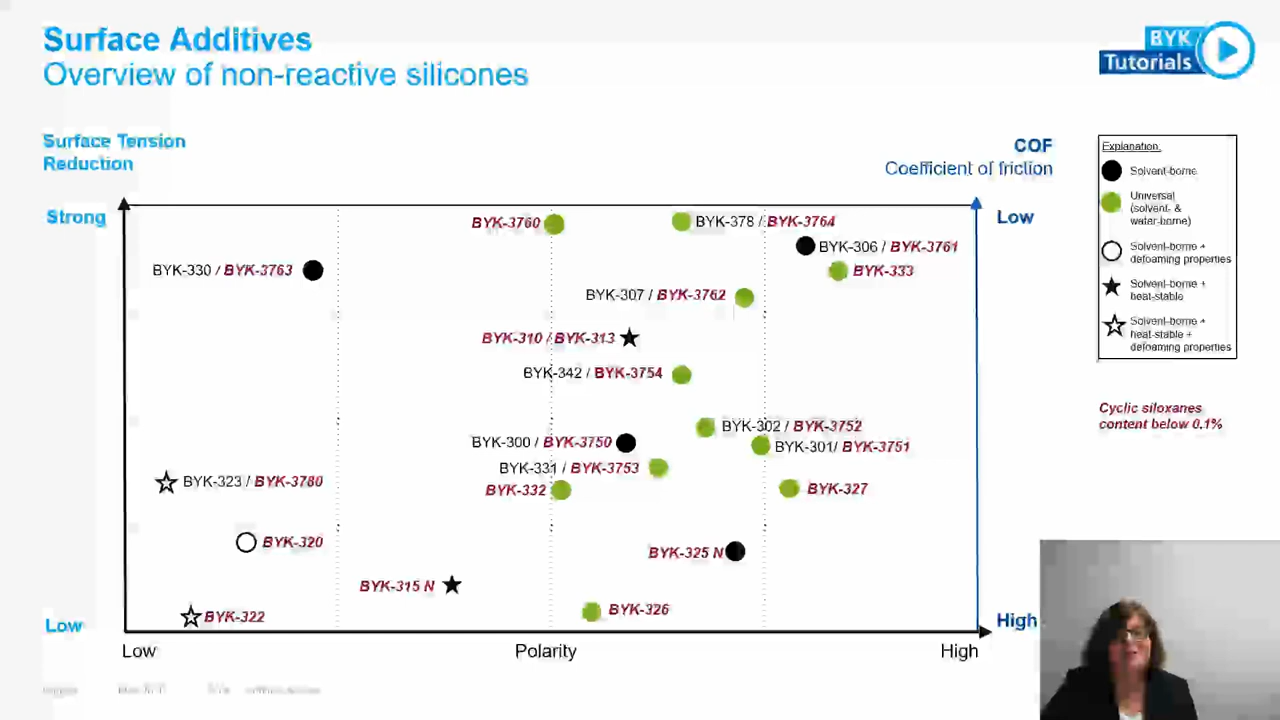 Surface Additives
Overview of non-reactive silicones
BYK
Tutorials
Surface Tension
Reduction
COF
Coefficient of friction
Strong
Low
BYK-3760
BYK-378 / BYK-3764
BYK-306 / BYK-3761
BYK-330 / BYK-3763
BYK-333
BYK-307 / BYK-3762
BYK-310 / BYK-313
BYK-342 / BYK-3754
BYK-302 / BYK-3752
BYK-300 / BYK-3750
BYK-301/ BYK-3751
BYK-331 / BYK-3753
BYK-323 / BYK-3780
BYK-332
BYK-327
BYK-320
BYK-325 N
BYK-315 N
BYK-326
BYK-322
Low
High
Low
Polarity
High
Explanation:
Solvent-borne
Universal
(solvent- &
water-borne)
Solvent-borne +
defoaming properties
Solvent-borne +
heat-stable
Solvent-borne +
heat-stable +
defoaming properties
Cyclic siloxanes
content below 0.1%